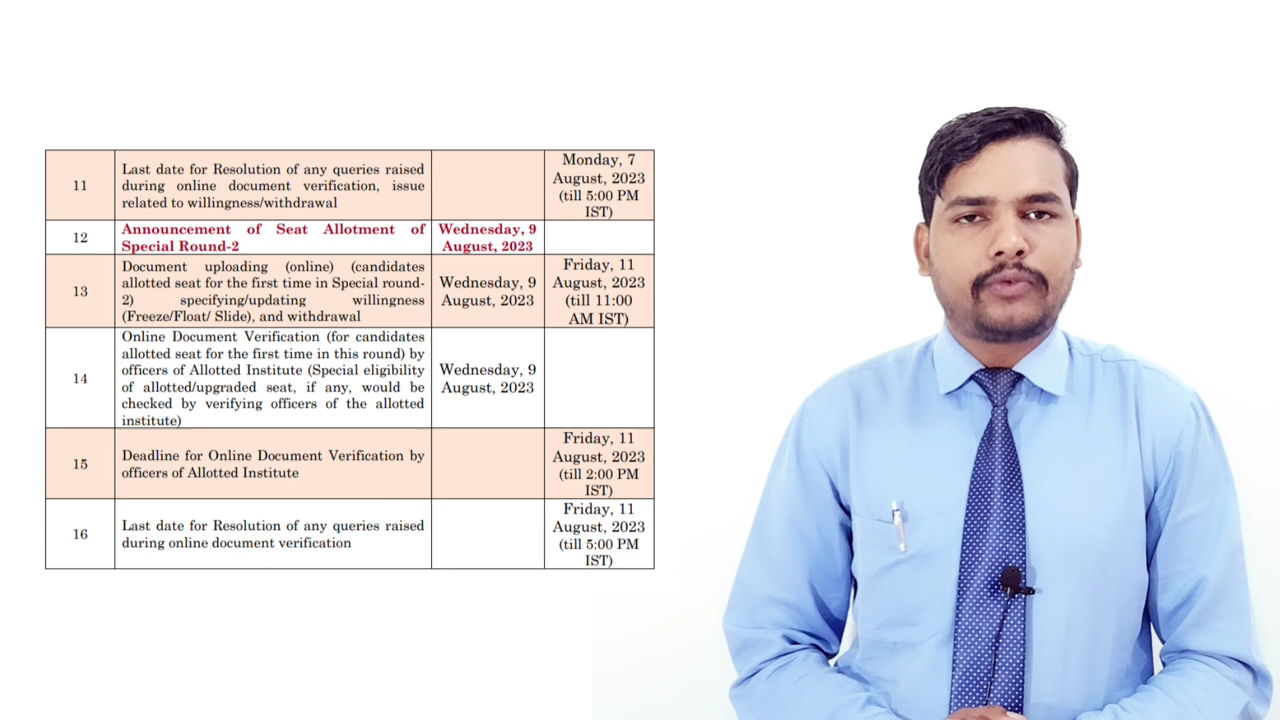 11
Last date for Resolution of any queries raised
during online document verification, issue
related to willingness/withdrawal
Monday, 7
August, 2023
(till 5:00 PM
IST)
12
Announcement of Seat Allotment of
Special Round-2
Wednesday, 9
August, 2023
13
Document uploading (online) (candidates
allotted seat for the first time in Special round-
2) specifying/updating willingness
(Freeze/Float/ Slide), and withdrawal
Wednesday, 9
August, 2023
Friday, 11
August, 2023
(till 11:00
AM IST)
14
Online Document Verification (for candidates
allotted seat for the first time in this round) by
officers of Allotted Institute (Special eligibility
of allotted/upgraded seat, if any, would be
checked by verifying officers of the allotted
institute)
Wednesday, 9
August, 2023
15
Deadline for Online Document Verification by
officers of Allotted Institute
Friday, 11
August, 2023
(till 2:00 PM
IST)
16
Last date for Resolution of any queries raised
during online document verification
Friday, 11
August, 2023
(till 5:00 PM
IST)